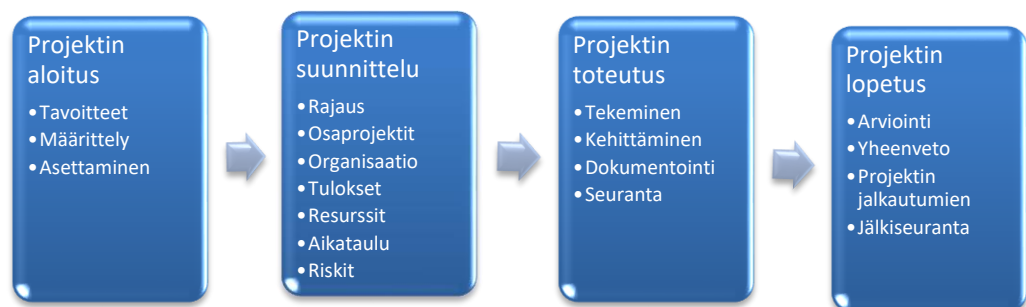 Projektin
aloitus
•Tavoitteet
•Määrittely
•Asettaminen
Projektin
suunnittelu
•Rajaus
•Osaprojektit
•Organisaatio
•Tulokset
•Resurssit
•Aikataulu
•Riskit
Projektin
toteutus
•Tekeminen
•Kehittäminen
•Dokumentointi
•Seuranta
Projektin
lopetus
•Arviointi
•Yheenveto
•Projektin
jalkautumien
•Jälkiseuranta